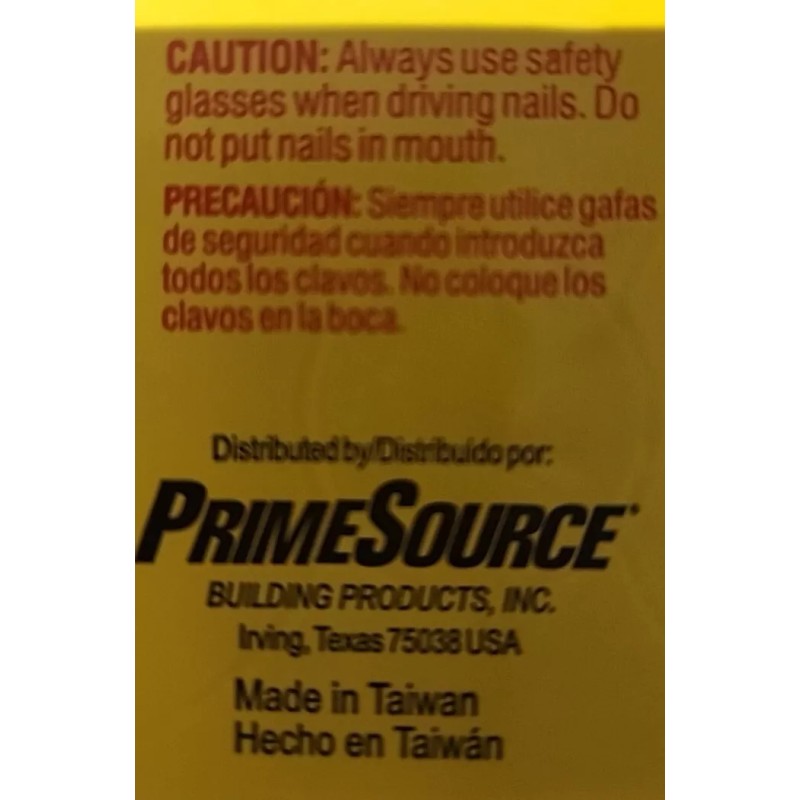 CAUTION: Always use safety
glasses when driving nails. Do
not put nails in mouth.
PRECAUCIÓN: Siempre utilice gafas
de seguridad cuando introduzca
todos los clavos. No coloque los
clavos en la boca.
Distributed by/Distribuido por:
PRIMESOURCE
BUILDING PRODUCTS, INC.
Irving, Texas 75038 USA
Made in Taiwan
Hecho en Taiwán